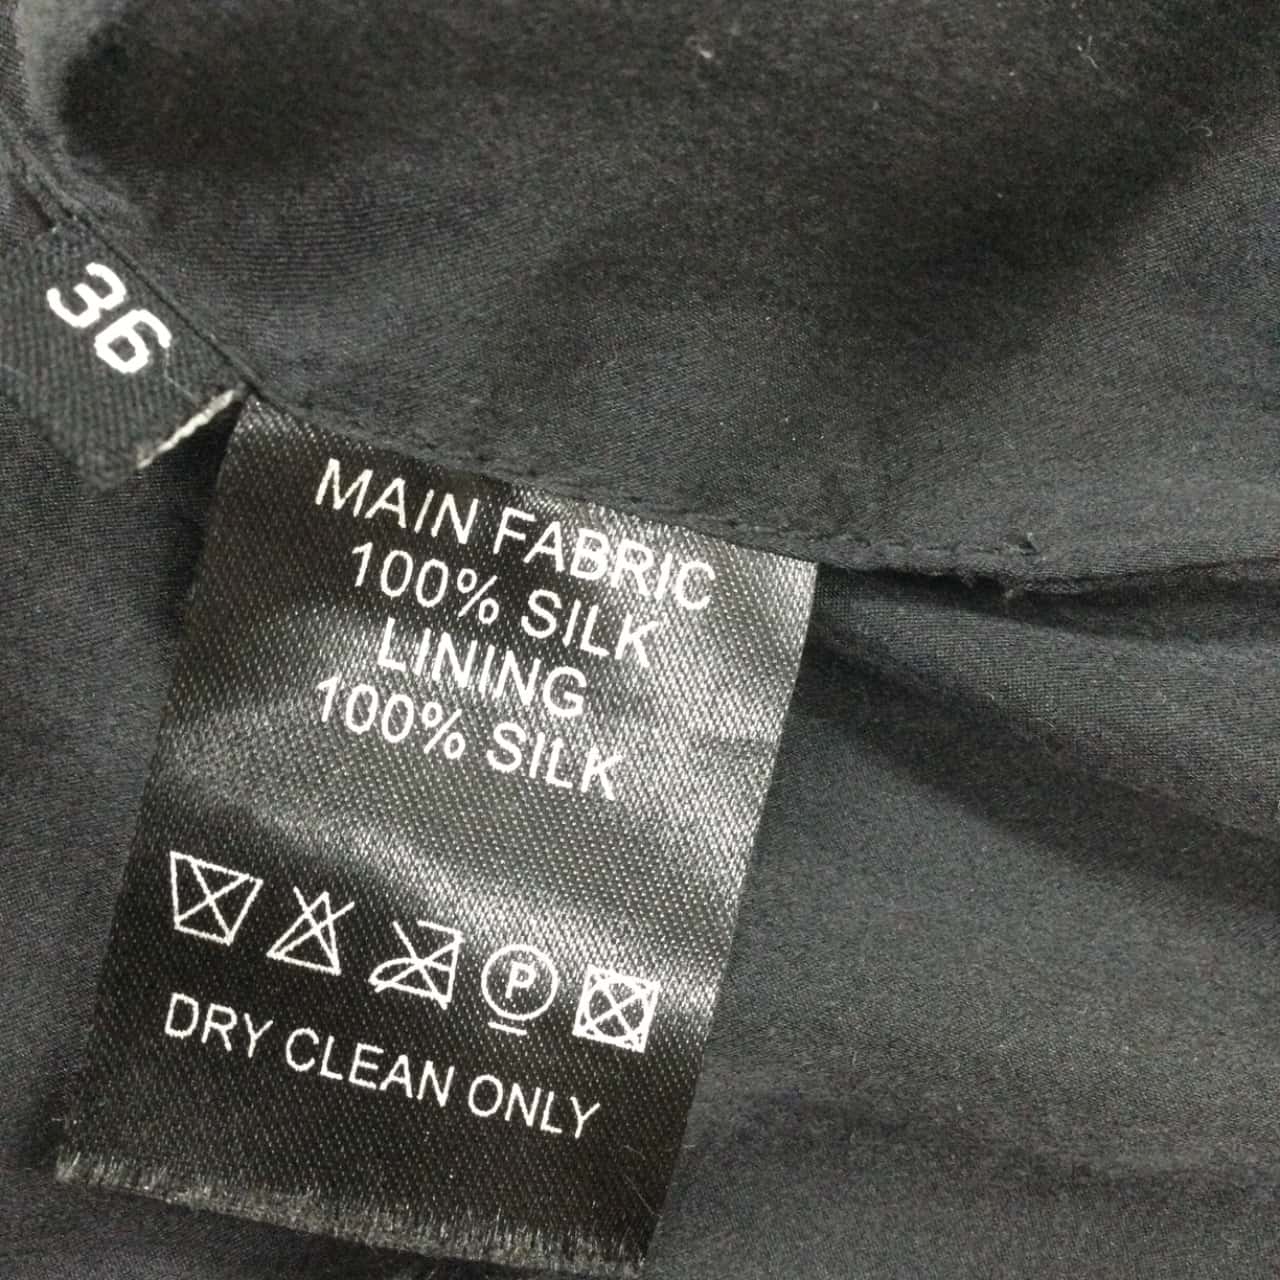 36
MAIN FABRIC
100% SILK
LINING
100% SILK
P
DRY CLEAN ONLY